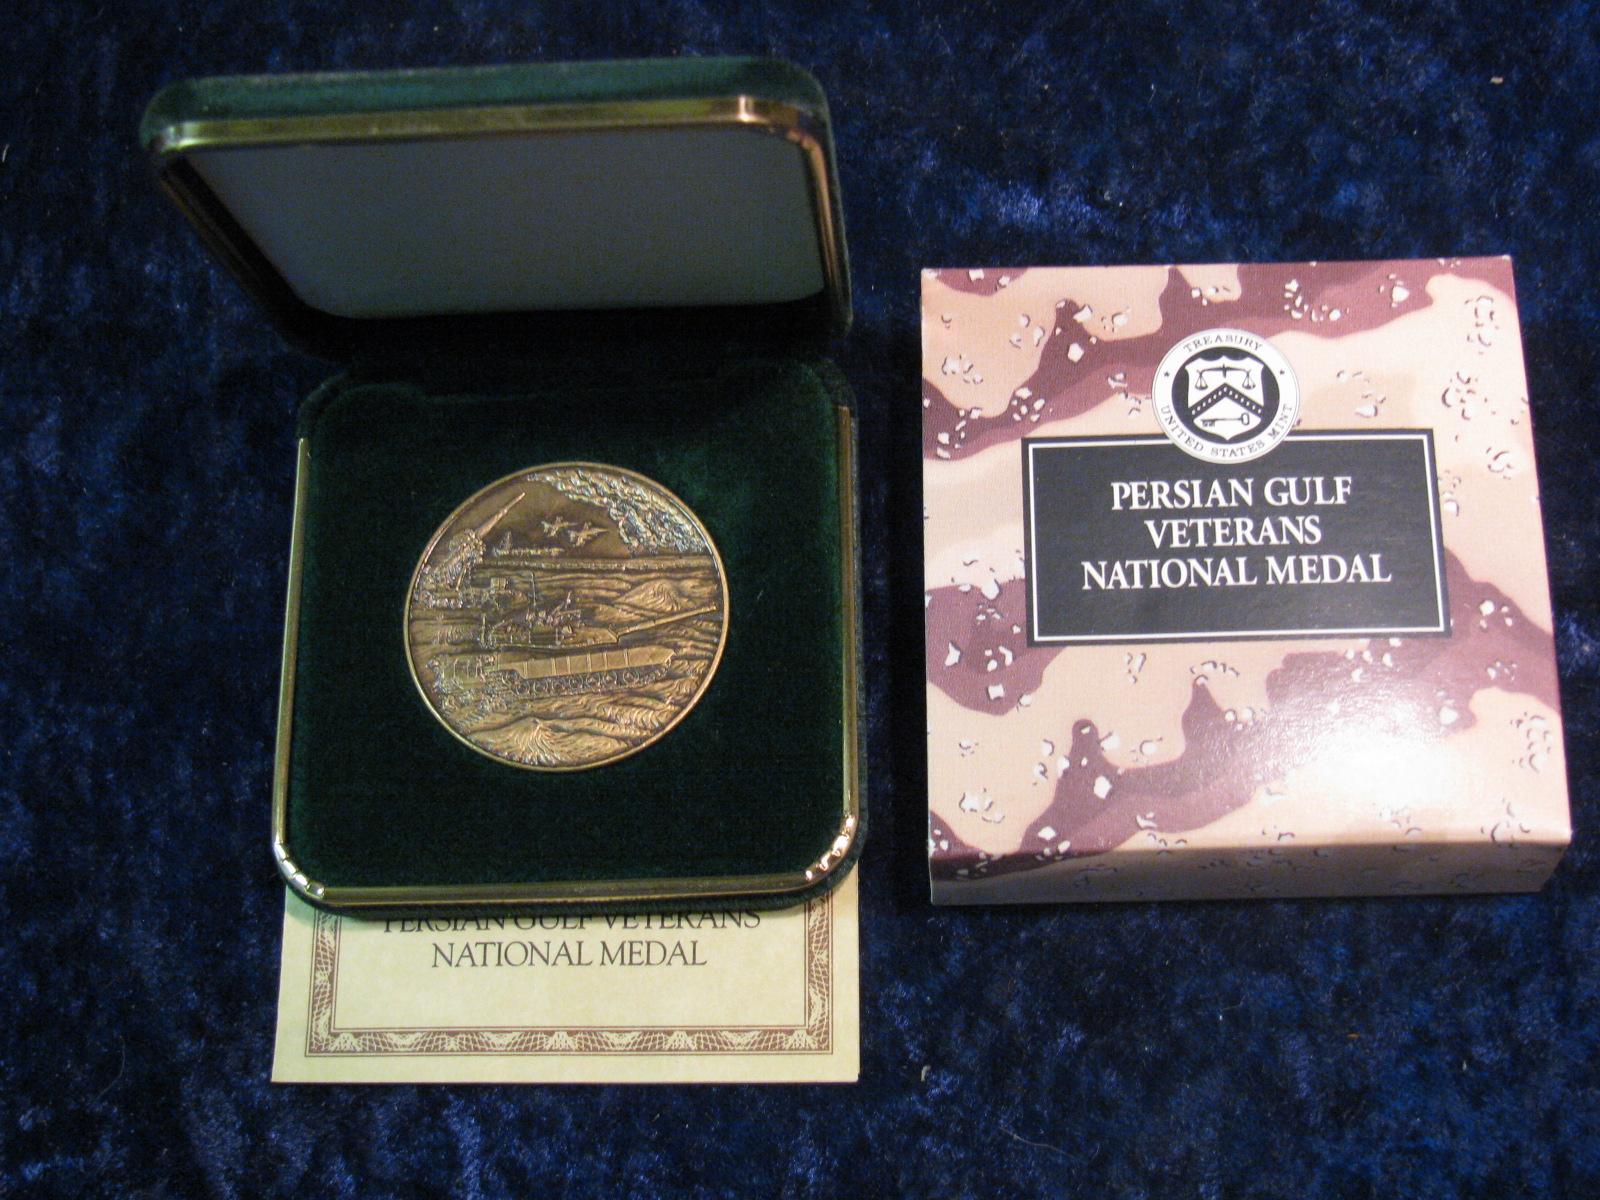 TREASURY
UNITED STATES MINT
PERSIAN GULF
VETERANS
NATIONAL MEDAL
PERSIAN GULF VETERANS
NATIONAL MEDAL